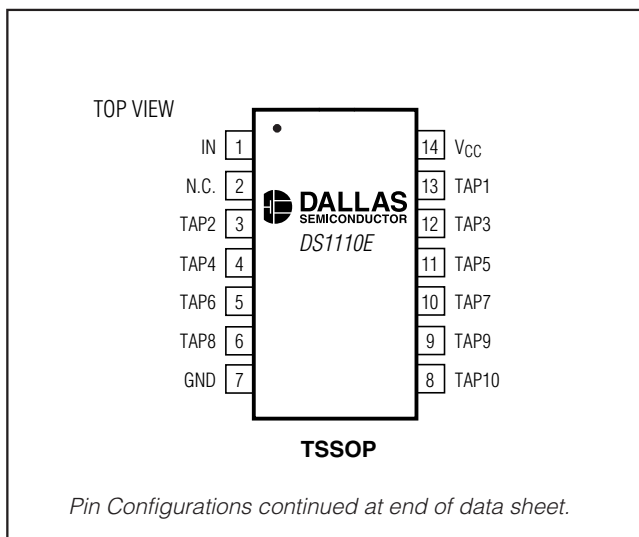 TOP VIEW
IN 1
N.C. 2
TAP2 3
TAP4 4
TAP6 5
TAP8 6
GND 7
DALLAS
SEMICONDUCTOR
DS1110E
14 VCC
13 TAP1
12 TAP3
11 TAP5
10 TAP7
9 TAP9
8 TAP10
TSSOP
Pin Configurations continued at end of data sheet.